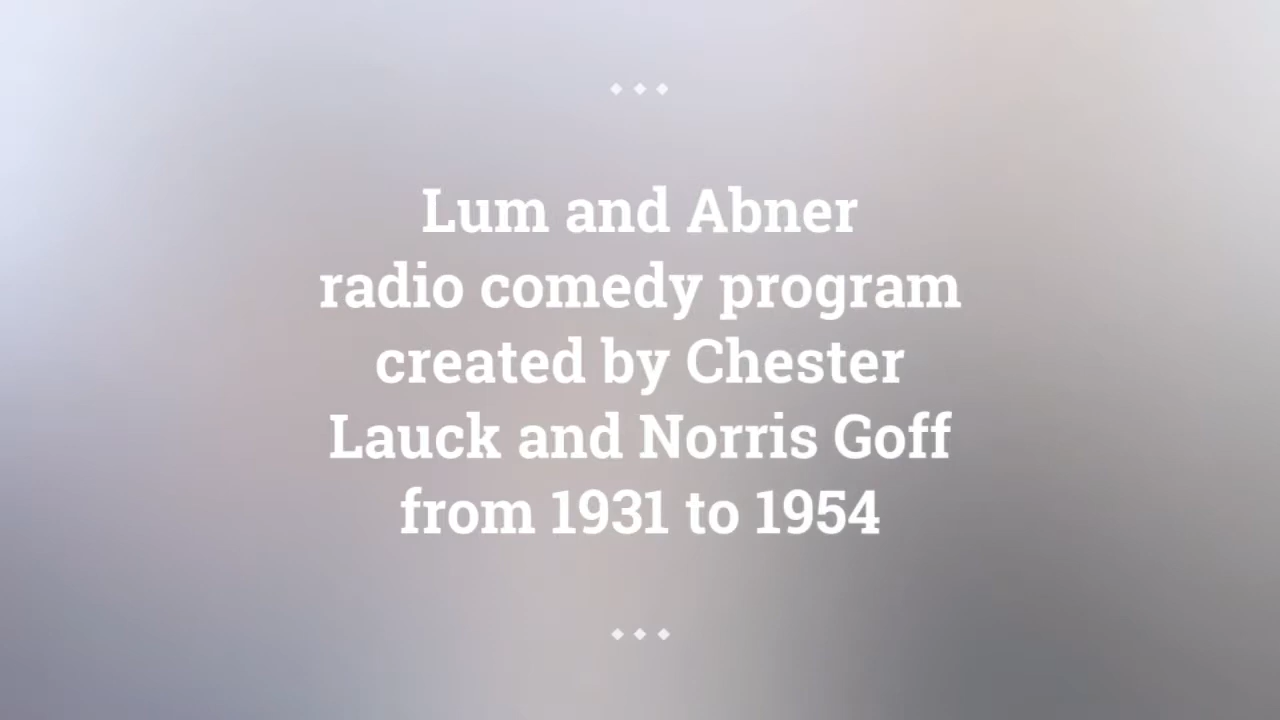 Lum and Abner
radio comedy program
created by Chester
Lauck and Norris Goff
from 1931 to 1954